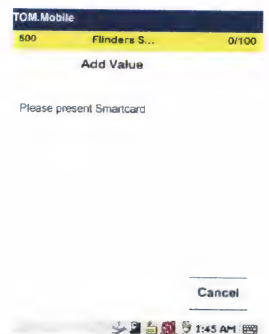 TOM.Mobile
500 Flinders S... 0/100
Add Value
Please present Smartcard
Cancel
1:45 AM